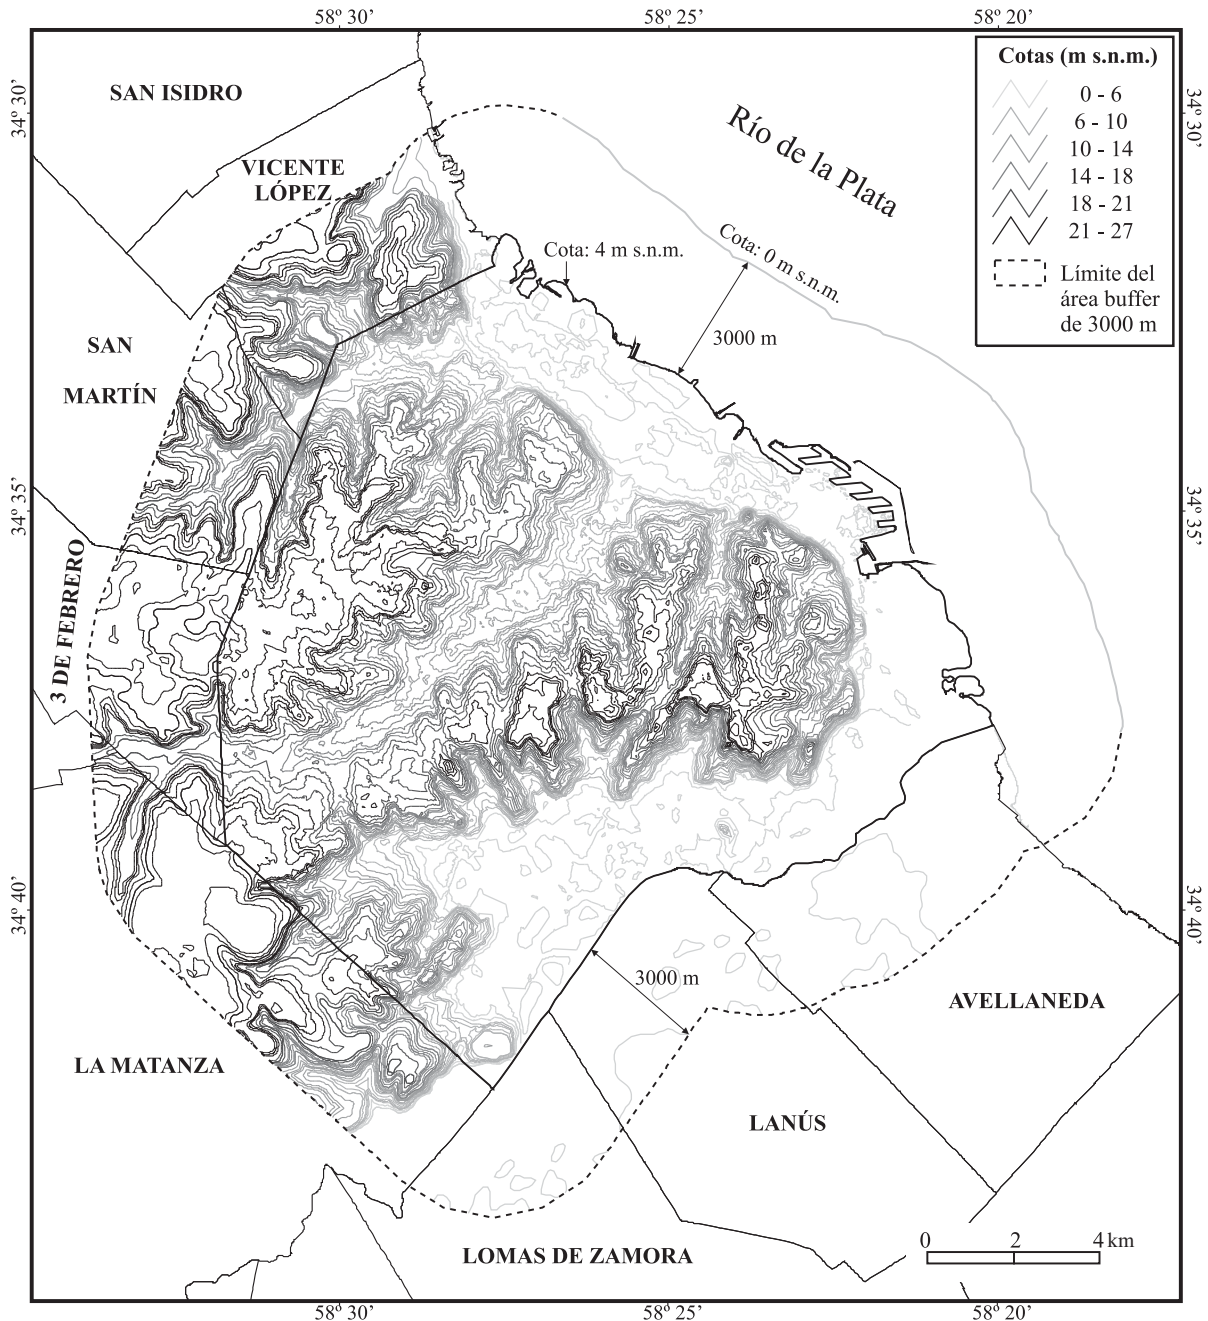 58º 30’
58º 25’
58º 20’
34º 30’
34º 30’
SAN ISIDRO
Cotas (m s.n.m.)
0 - 6
6 - 10
10 - 14
14 - 18
18 - 21
21 - 27
Límite del
área buffer
de 3000 m
Río de la Plata
VICENTE
LÓPEZ
Cota: 4 m s.n.m.
Cota: 0 m s.n.m.
3000 m
SAN
MARTÍN
34º 35’
34º 35’
3 DE FEBRERO
34º 40’
34º 40’
3000 m
AVELLANEDA
LA MATANZA
LANÚS
LOMAS DE ZAMORA
0 2 4 km
58º 30’
58º 25’
58º 20’